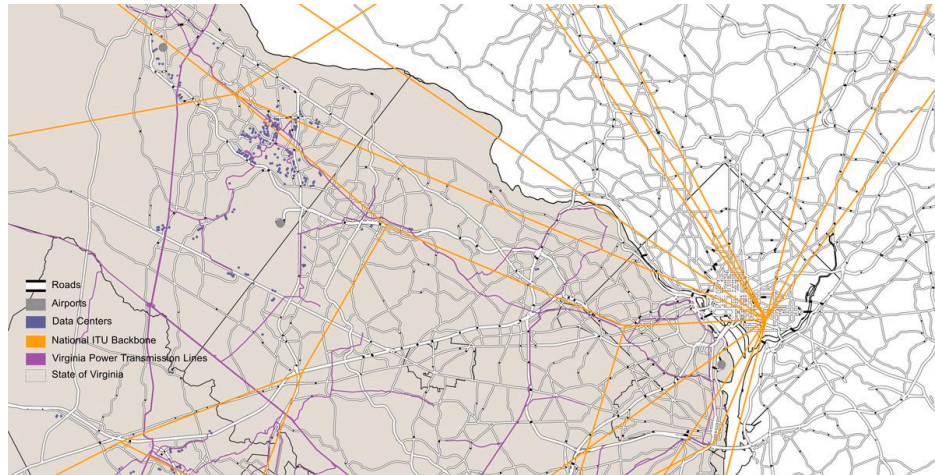 Roads
Airports
Data Centers
National ITU Backbone
Virginia Power Transmission Lines
State of Virginia